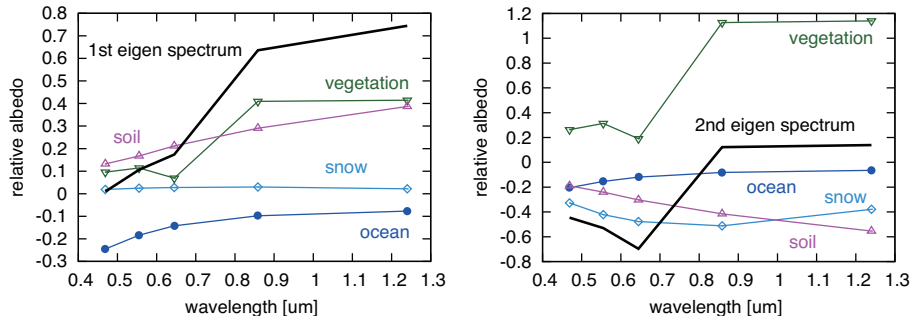 0.8
0.7
0.6
0.5
0.4
0.3
0.2
0.1
0
-0.1
-0.2
-0.3
relative albedo
1st eigen spectrum
vegetation
soil
snow
ocean
0.4 0.5 0.6 0.7 0.8 0.9 1 1.1 1.2 1.3
wavelength [um]
1.2
1
0.8
0.6
0.4
0.2
0
-0.2
-0.4
-0.6
-0.8
relative albedo
vegetation
2nd eigen spectrum
ocean
snow
soil
0.4 0.5 0.6 0.7 0.8 0.9 1 1.1 1.2 1.3
wavelength [um]